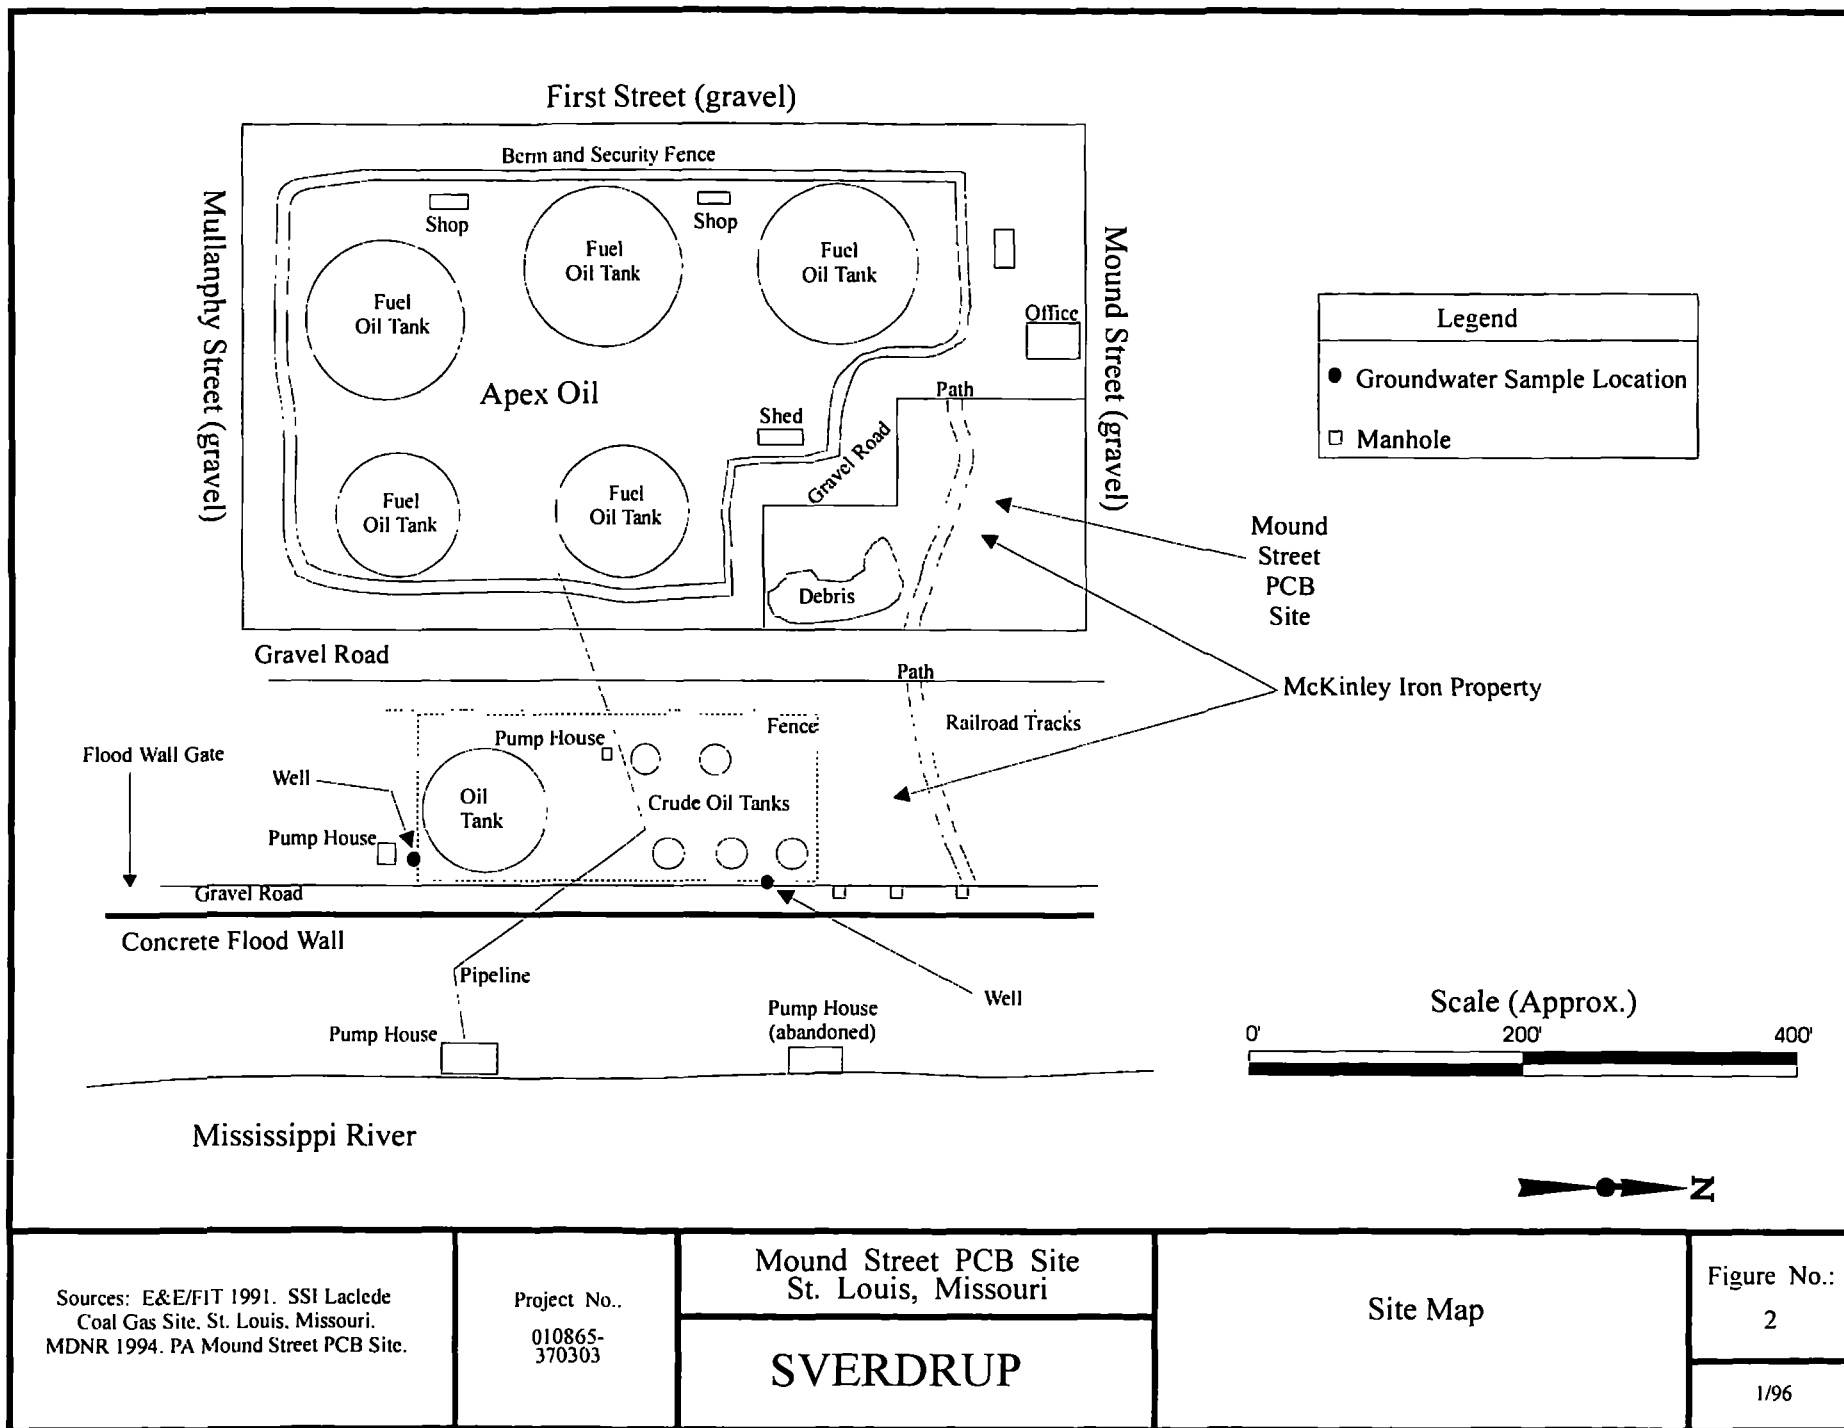 First Street (gravel)
Berm and Security Fence
Mullanphy Street (gravel)
Mound Street (gravel)
Shop
Shop
Fuel
Oil Tank
Fuel
Oil Tank
Fuel
Oil Tank
Office
Apex Oil
Path
Shed
Gravel Road
Fuel
Oil Tank
Fuel
Oil Tank
Debris
Legend
Groundwater Sample Location
Manhole
Mound
Street
PCB
Site
Gravel Road
Path
McKinley Iron Property
Fence
Railroad Tracks
Pump House
Flood Wall Gate
Well
Oil
Tank
Crude Oil Tanks
Pump House
Gravel Road
Concrete Flood Wall
Pipeline
Well
Pump House
(abandoned)
Pump House
Scale (Approx.)
0' 200' 400'
Mississippi River
N
Sources: E&E/FIT 1991. SSI Laclede
Coal Gas Site. St. Louis, Missouri.
MDNR 1994. PA Mound Street PCB Site.
Project No..
010865-
370303
Mound Street PCB Site
St. Louis, Missouri
SVERDRUP
Site Map
Figure No.:
2
1/96